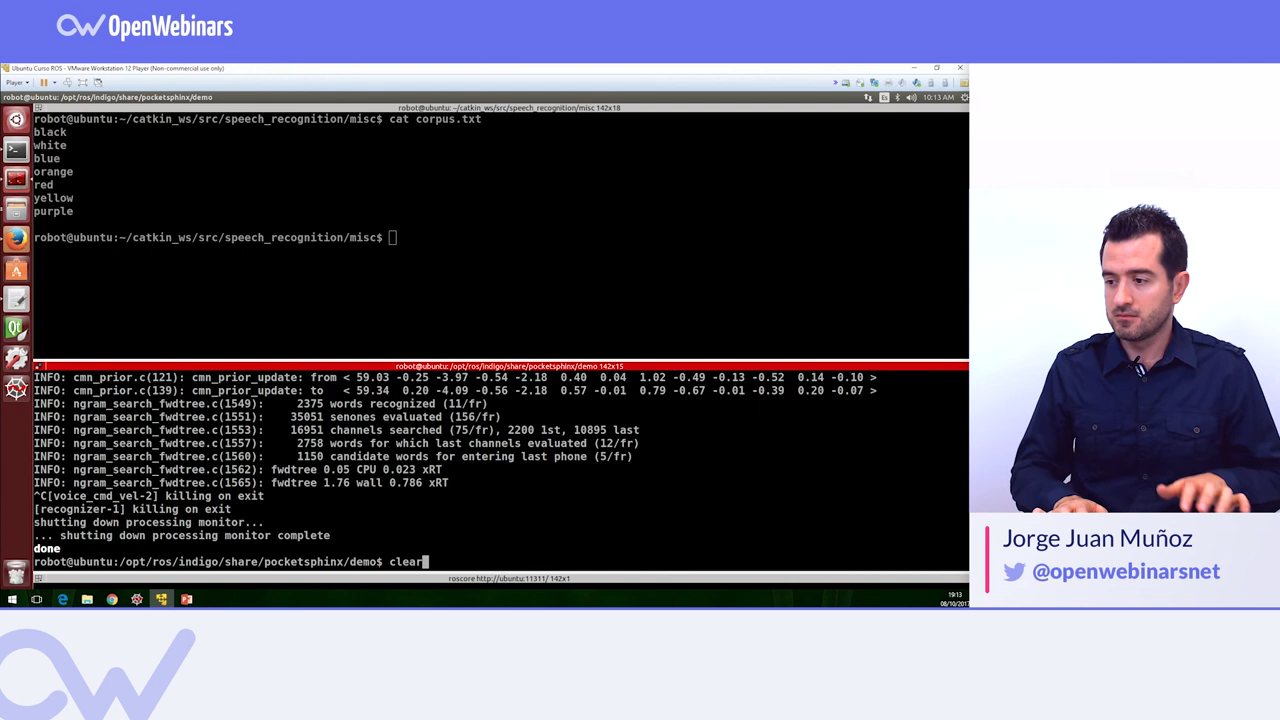 OpenWebinars
Ubuntu Curso ROS - VMware Workstation 12 Player (Non-commercial use only)
Player
robot@ubuntu: /opt/ros/indigo/share/pocketsphinx/demo
Es
10:13 AM
robot@ubuntu: ~/catkin_ws/src/speech_recognition/misc 142x18
robot@ubuntu:~/catkin_ws/src/speech_recognition/misc$ cat corpus.txt
black
white
blue
orange
red
yellow
purple
robot@ubuntu:~/catkin_ws/src/speech_recognition/misc$
robot@ubuntu: /opt/ros/indigo/share/pocketsphinx/demo 142x15
INFO: cmn_prior.c(121): cmn_prior_update: from < 59.03 -0.25 -3.97 -0.54 -2.18 0.40 0.04 1.02 -0.49 -0.13 -0.52 0.14 -0.10 >
INFO: cmn_prior.c(139): cmn_prior_update: to < 59.34 0.20 -4.09 -0.56 -2.18 0.57 -0.01 0.79 -0.67 -0.01 -0.39 0.20 -0.07 >
INFO: ngram_search_fwdtree.c(1549): 2375 words recognized (11/fr)
INFO: ngram_search_fwdtree.c(1551): 35051 senones evaluated (156/fr)
INFO: ngram_search_fwdtree.c(1553): 16951 channels searched (75/fr), 2200 1st, 10895 last
INFO: ngram_search_fwdtree.c(1557): 2758 words for which last channels evaluated (12/fr)
INFO: ngram_search_fwdtree.c(1560): 1150 candidate words for entering last phone (5/fr)
INFO: ngram_search_fwdtree.c(1562): fwdtree 0.05 CPU 0.023 xRT
INFO: ngram_search_fwdtree.c(1565): fwdtree 1.76 wall 0.786 xRT
^C[voice_cmd_vel-2] killing on exit
[recognizer-1] killing on exit
shutting down processing monitor...
... shutting down processing monitor complete
done
robot@ubuntu:/opt/ros/indigo/share/pocketsphinx/demo$ clear
roscore http://ubuntu:11311/ 142x1
19:13
Jorge Juan Muñoz
@openwebinarsnet